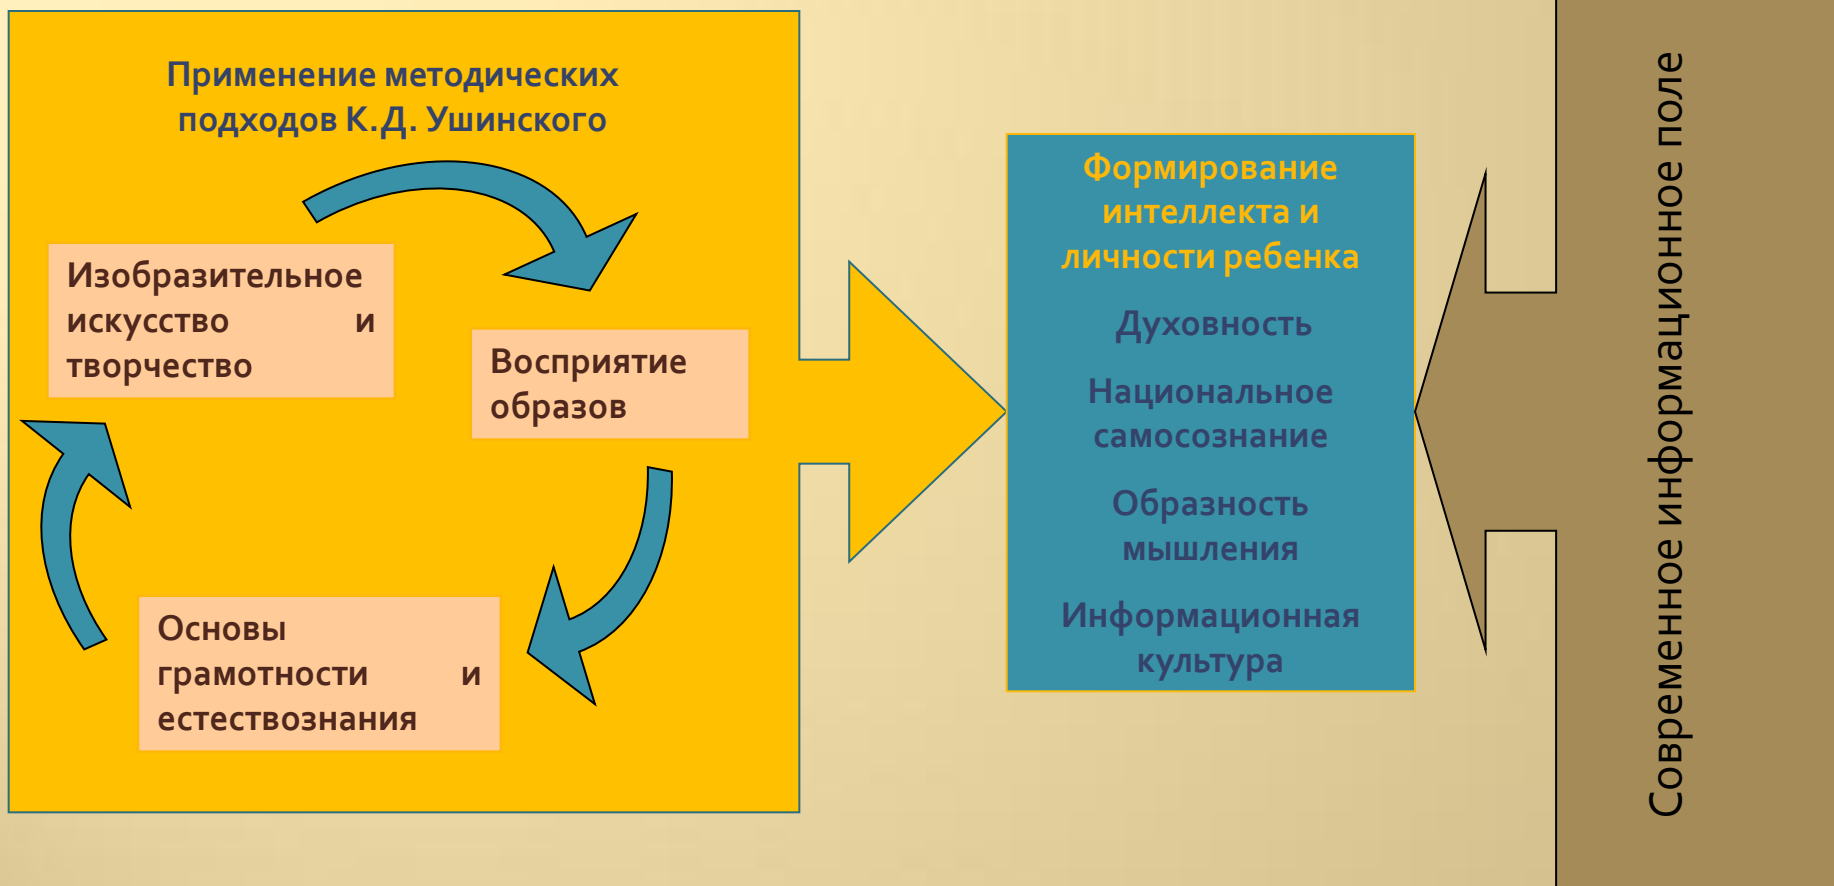 Применение методических
подходов К.Д. Ушинского
Изобразительное
искусство и
творчество
Восприятие
образов
Основы
грамотности и
естествознания
Формирование
интеллекта и
личности ребенка
Духовность
Национальное
самосознание
Образность
мышления
Информационная
культура
Современное информационное поле